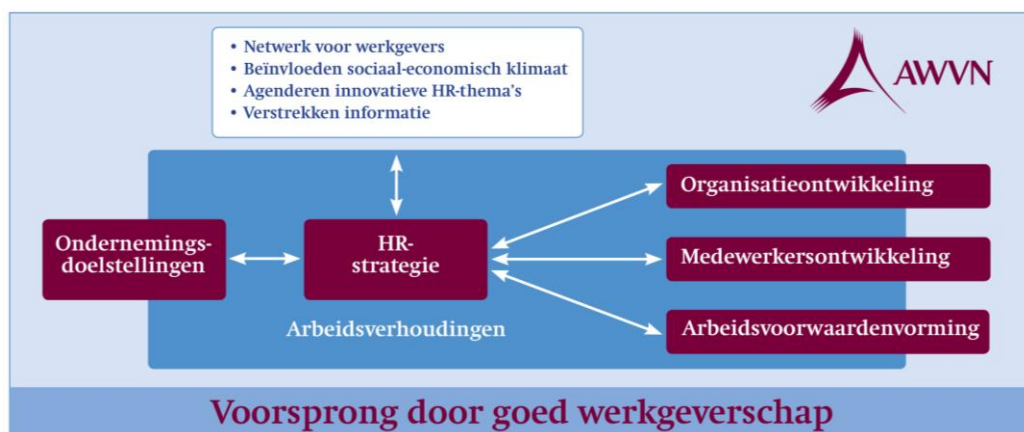 • Netwerk voor werkgevers
• Beïnvloeden sociaal-economisch klimaat
• Agenderen innovatieve HR-thema's
• Verstrekken informatie
AWVN
Ondernemings-
doelstellingen
HR-
strategie
Organisatieontwikkeling
Medewerkersontwikkeling
Arbeidsvoorwaardenvorming
Arbeidsverhoudingen
Voorsprong door goed werkgeverschap